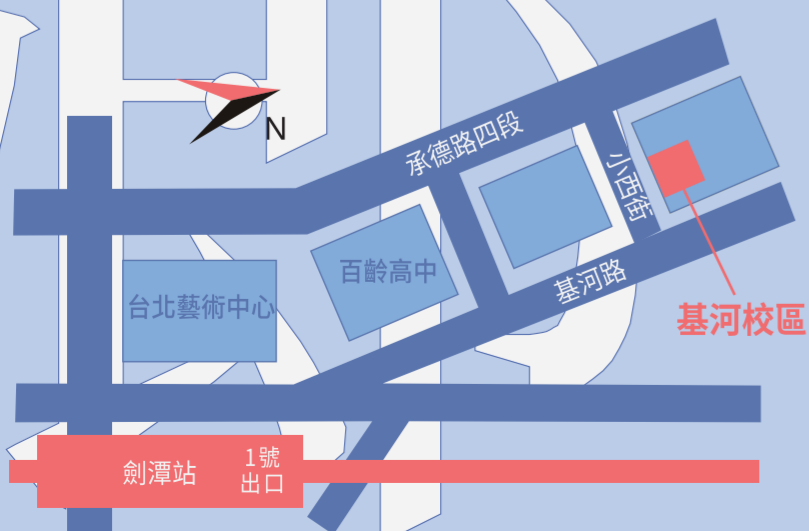 N
承德路四段
小西街
百齡高中
基河路
台北藝術中心
基河校區
劍潭站
1號
出口